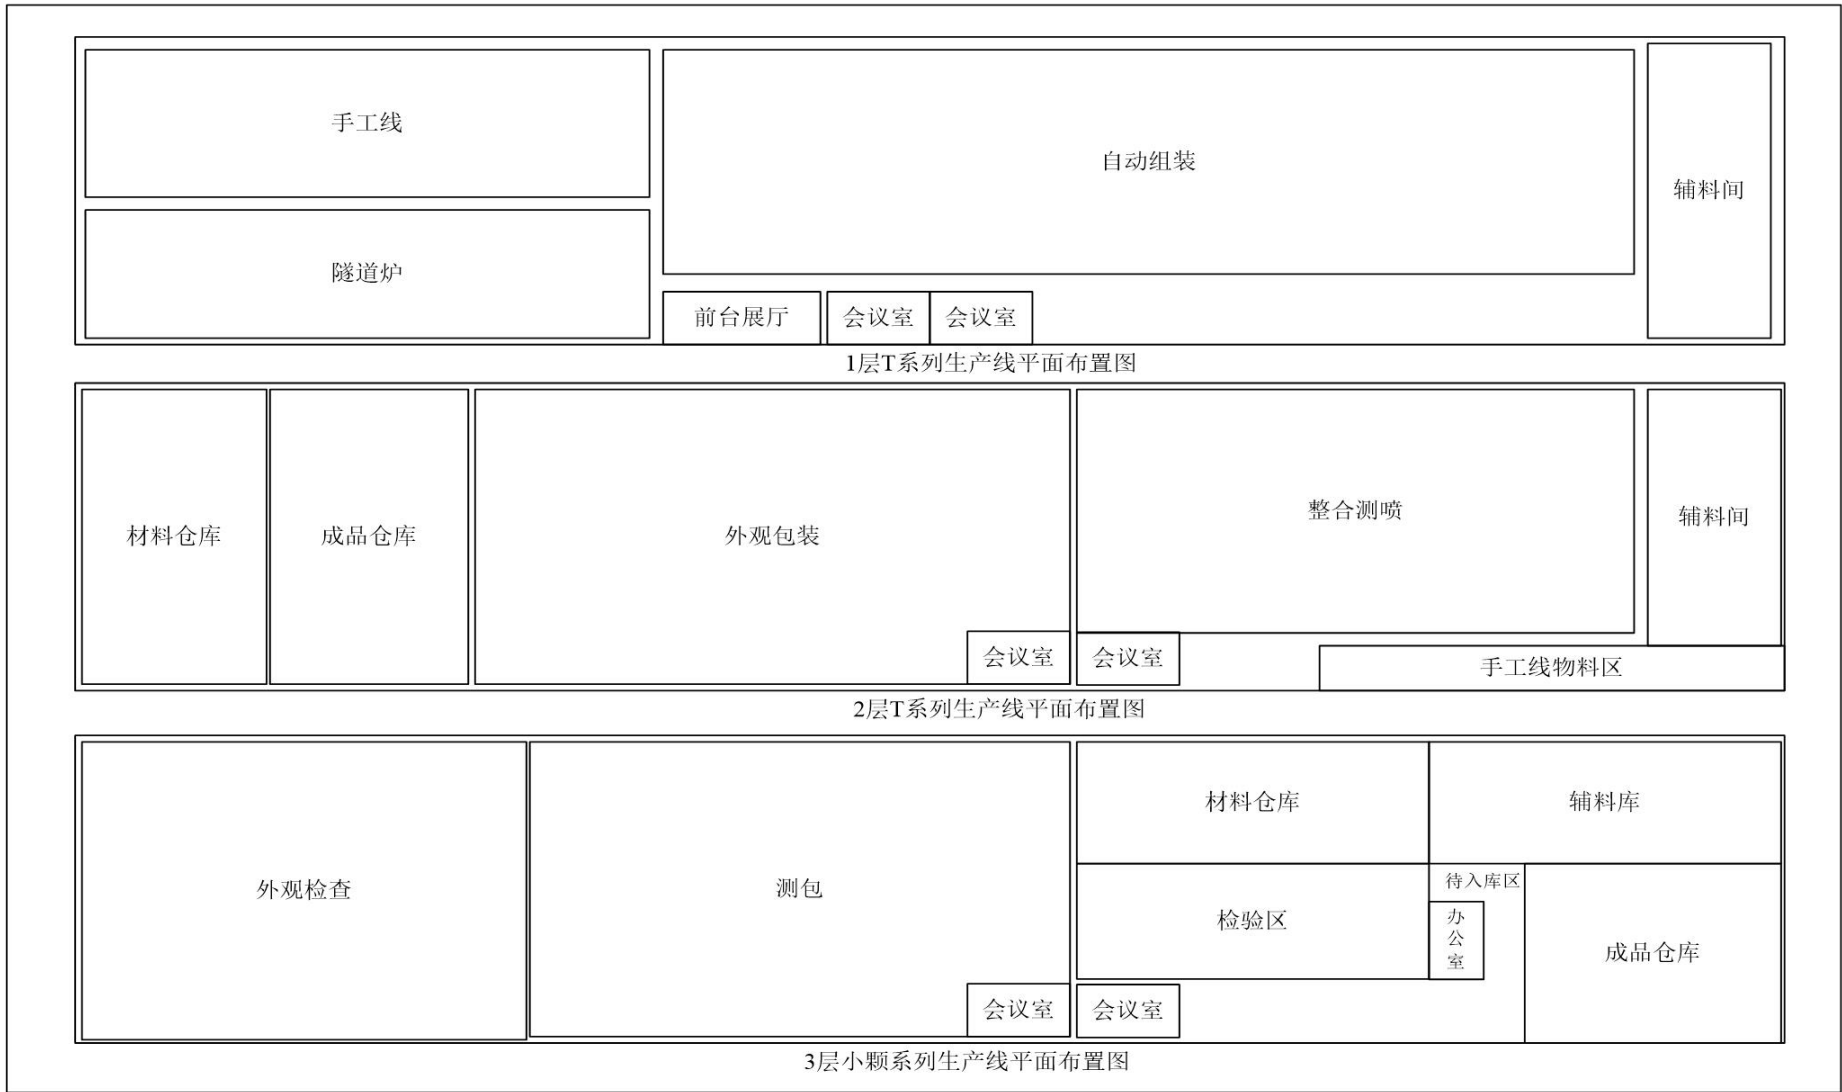 手工线
自动组装
辅料间
隧道炉
前台展厅
会议室
会议室
1层T系列生产线平面布置图
材料仓库
成品仓库
外观包装
整合测喷
辅料间
会议室
会议室
手工线物料区
2层T系列生产线平面布置图
外观检查
测包
材料仓库
辅料库
检验区
待入库区
办公室
成品仓库
会议室
会议室
3层小颗系列生产线平面布置图